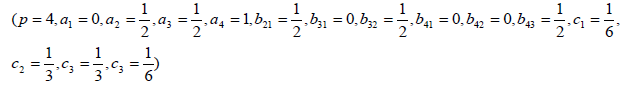 (p = 4, a₁ = 0, a₂ = 1/2, a₃ = 1/2, a₄ = 1, b₂₁ = 1/2, b₃₁ = 0, b₃₂ = 1/2, b₄₁ = 0, b₄₂ = 0, b₄₃ = 1/2, c₁ = 1/6,
c₂ = 1/3, c₃ = 1/3, c₃ = 1/6)